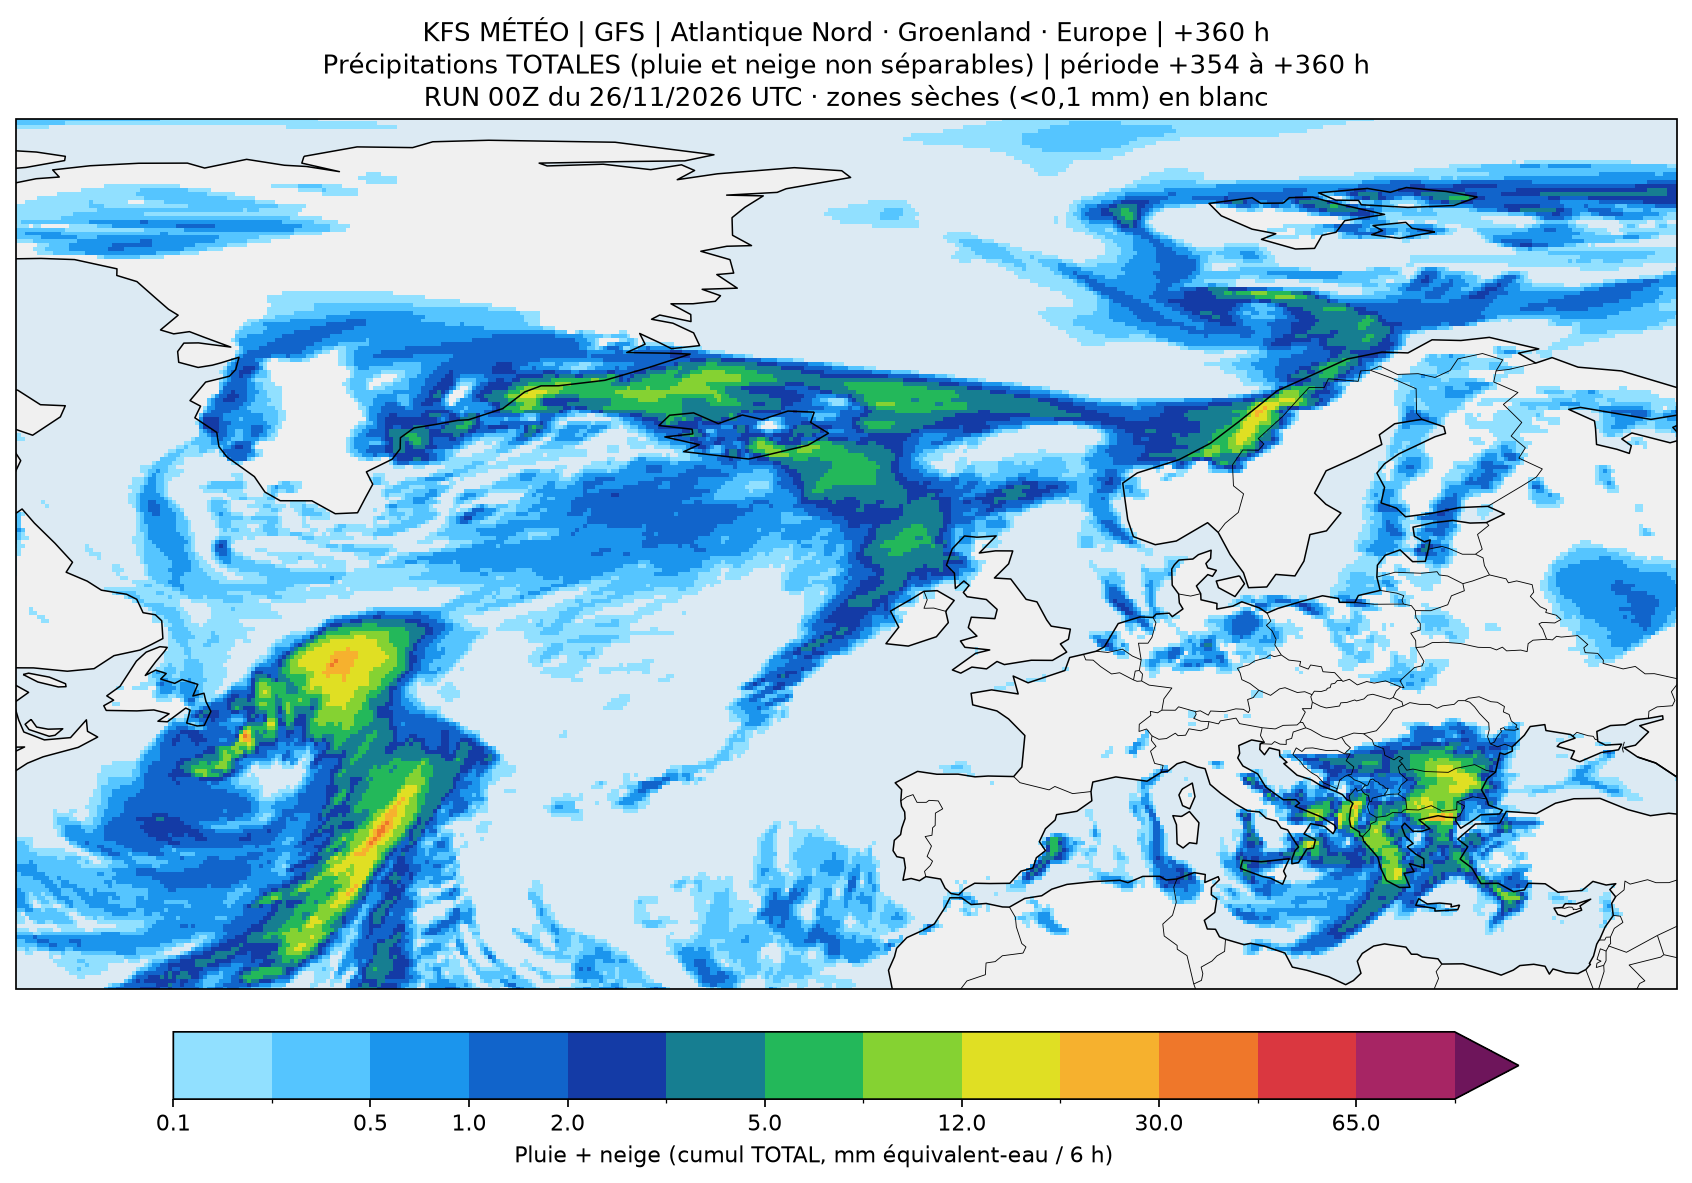 KFS MÉTÉO | GFS | Atlantique Nord · Groenland · Europe | +360 h
Précipitations TOTALES (pluie et neige non séparables) | période +354 à +360 h
RUN 00Z du 26/11/2026 UTC · zones sèches (<0,1 mm) en blanc
0.1 0.5 1.0 2.0 5.0 12.0 30.0 65.0
Pluie + neige (cumul TOTAL, mm équivalent-eau / 6 h)